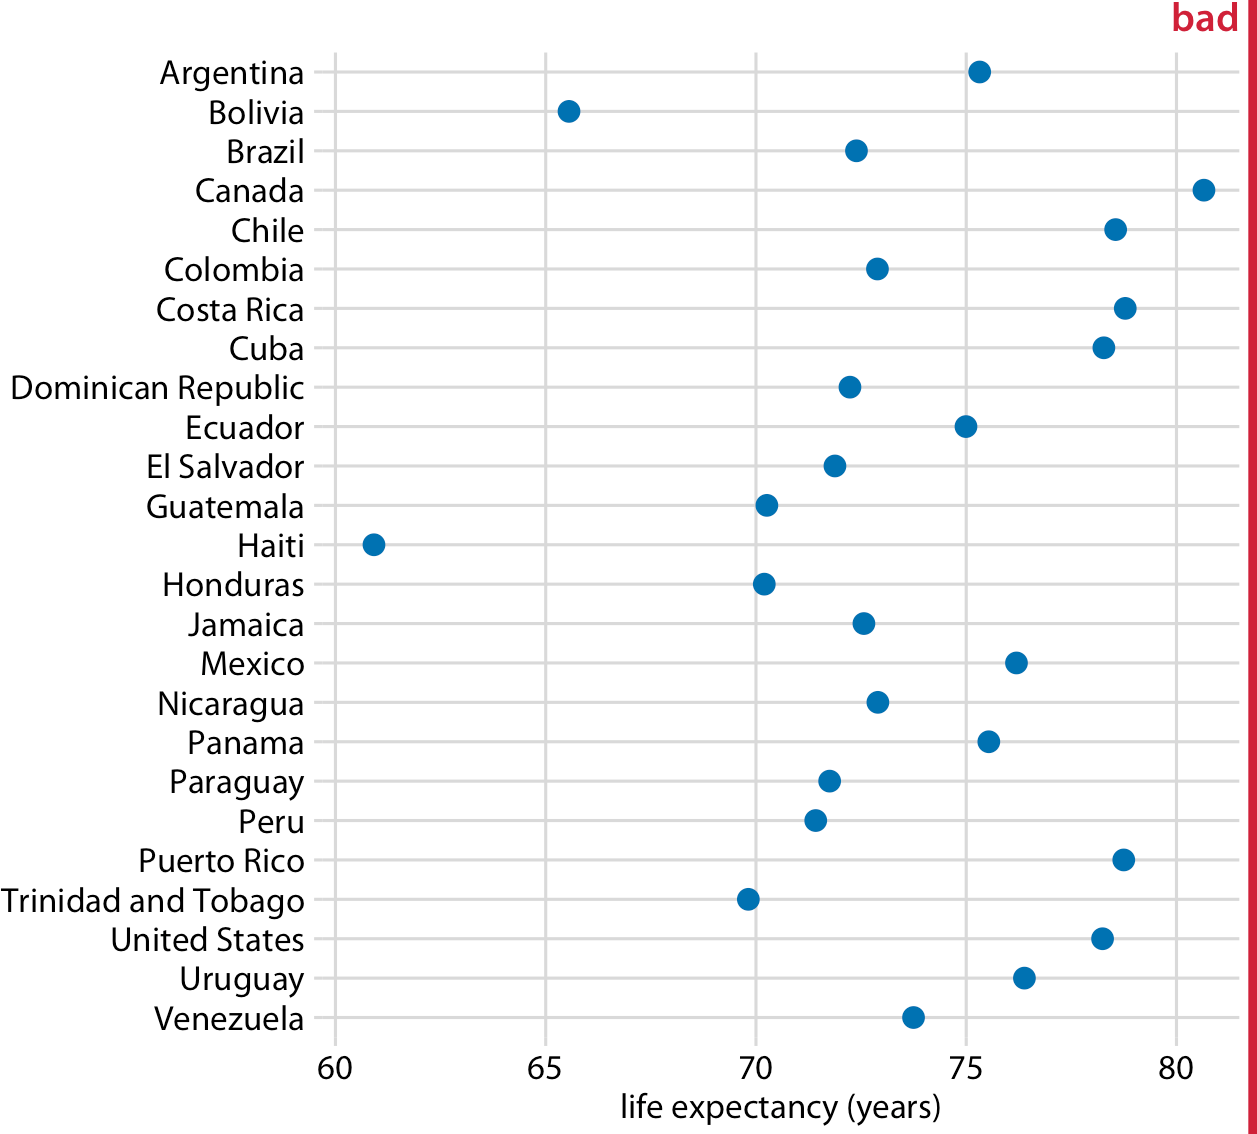 bad
Argentina
Bolivia
Brazil
Canada
Chile
Colombia
Costa Rica
Cuba
Dominican Republic
Ecuador
El Salvador
Guatemala
Haiti
Honduras
Jamaica
Mexico
Nicaragua
Panama
Paraguay
Peru
Puerto Rico
Trinidad and Tobago
United States
Uruguay
Venezuela
60 65 70 75 80
life expectancy (years)